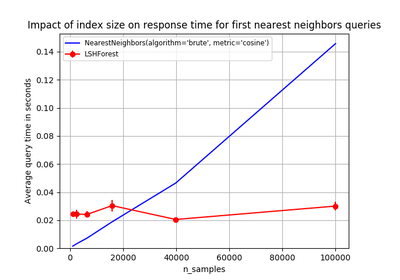 Impact of index size on response time for first nearest neighbors queries
NearestNeighbors(algorithm='brute', metric='cosine')
LSHForest
Average query time in seconds
0.14
0.12
0.10
0.08
0.06
0.04
0.02
0.00
0
20000
40000
60000
80000
100000
n_samples